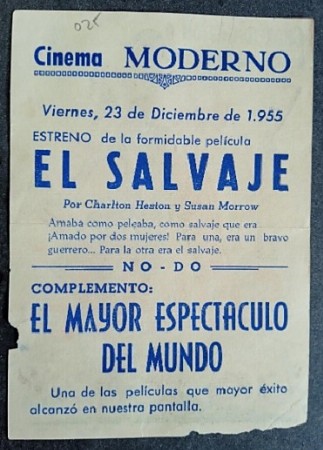 02€
Cinema MODERNO
Viernes, 23 de Diciembre de 1.955
ESTRENO de la formidable película
EL SALVAJE
Por Charlton Heston y Susan Morrow
Amaba como peleaba, como salvaje que era
¡Amado por dos mujeres! Para una, era un bravo
guerrero... Para la otra era el salvaje.
NO-DO
COMPLEMENTO:
EL MAYOR ESPECTACULO
DEL MUNDO
Una de las películas que mayor éxito
alcanzó en nuestra pantalla.